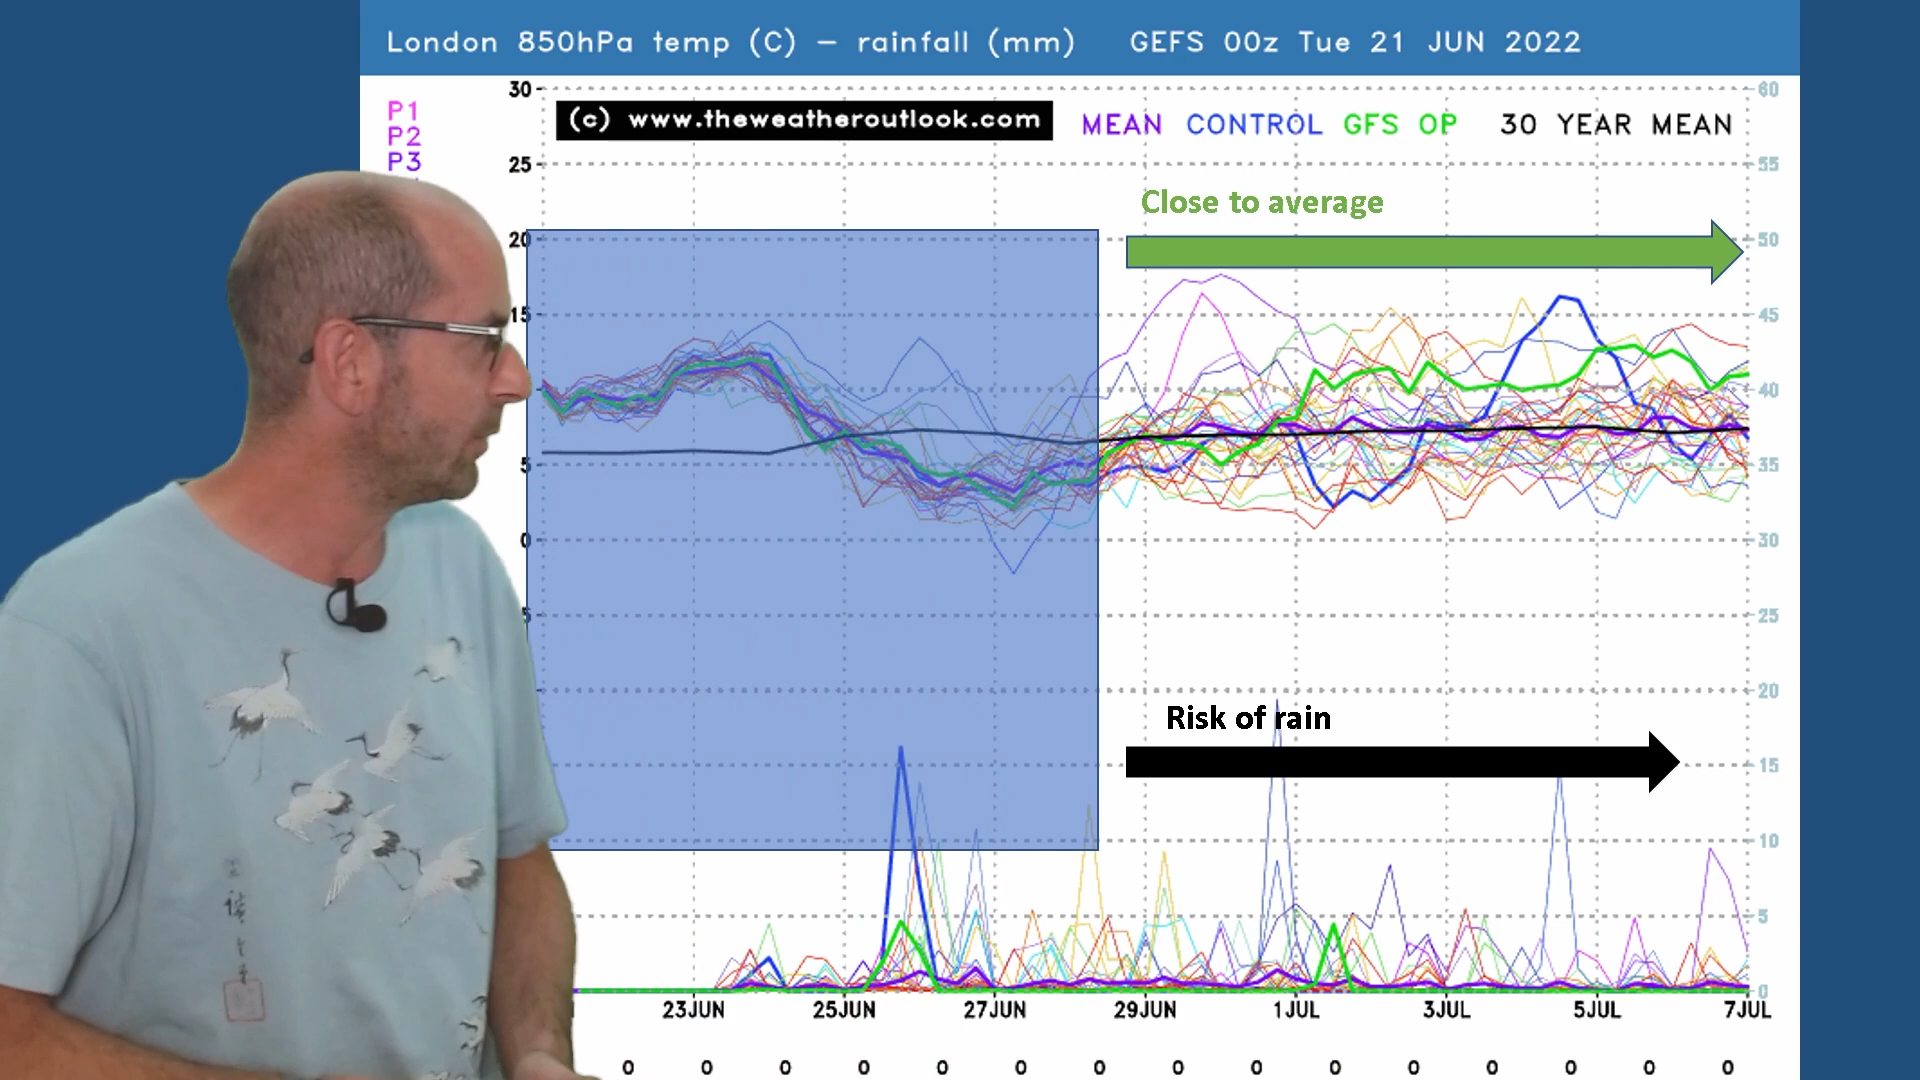 London 850hPa temp (C) – rainfall (mm) GEFS 00z Tue 21 JUN 2022
P1
P2
P3
(c) www.theweatheroutlook.com
MEAN CONTROL GFS OP 30 YEAR MEAN
30
25
20
15
5
0
5
60
55
50
45
40
35
30
25
20
15
10
5
0
Close to average
Risk of rain
23JUN 25JUN 27JUN 29JUN 1JUL 3JUL 5JUL 7JUL
0 0 0 0 0 0 0 0 0 0 0 0 0 0 0